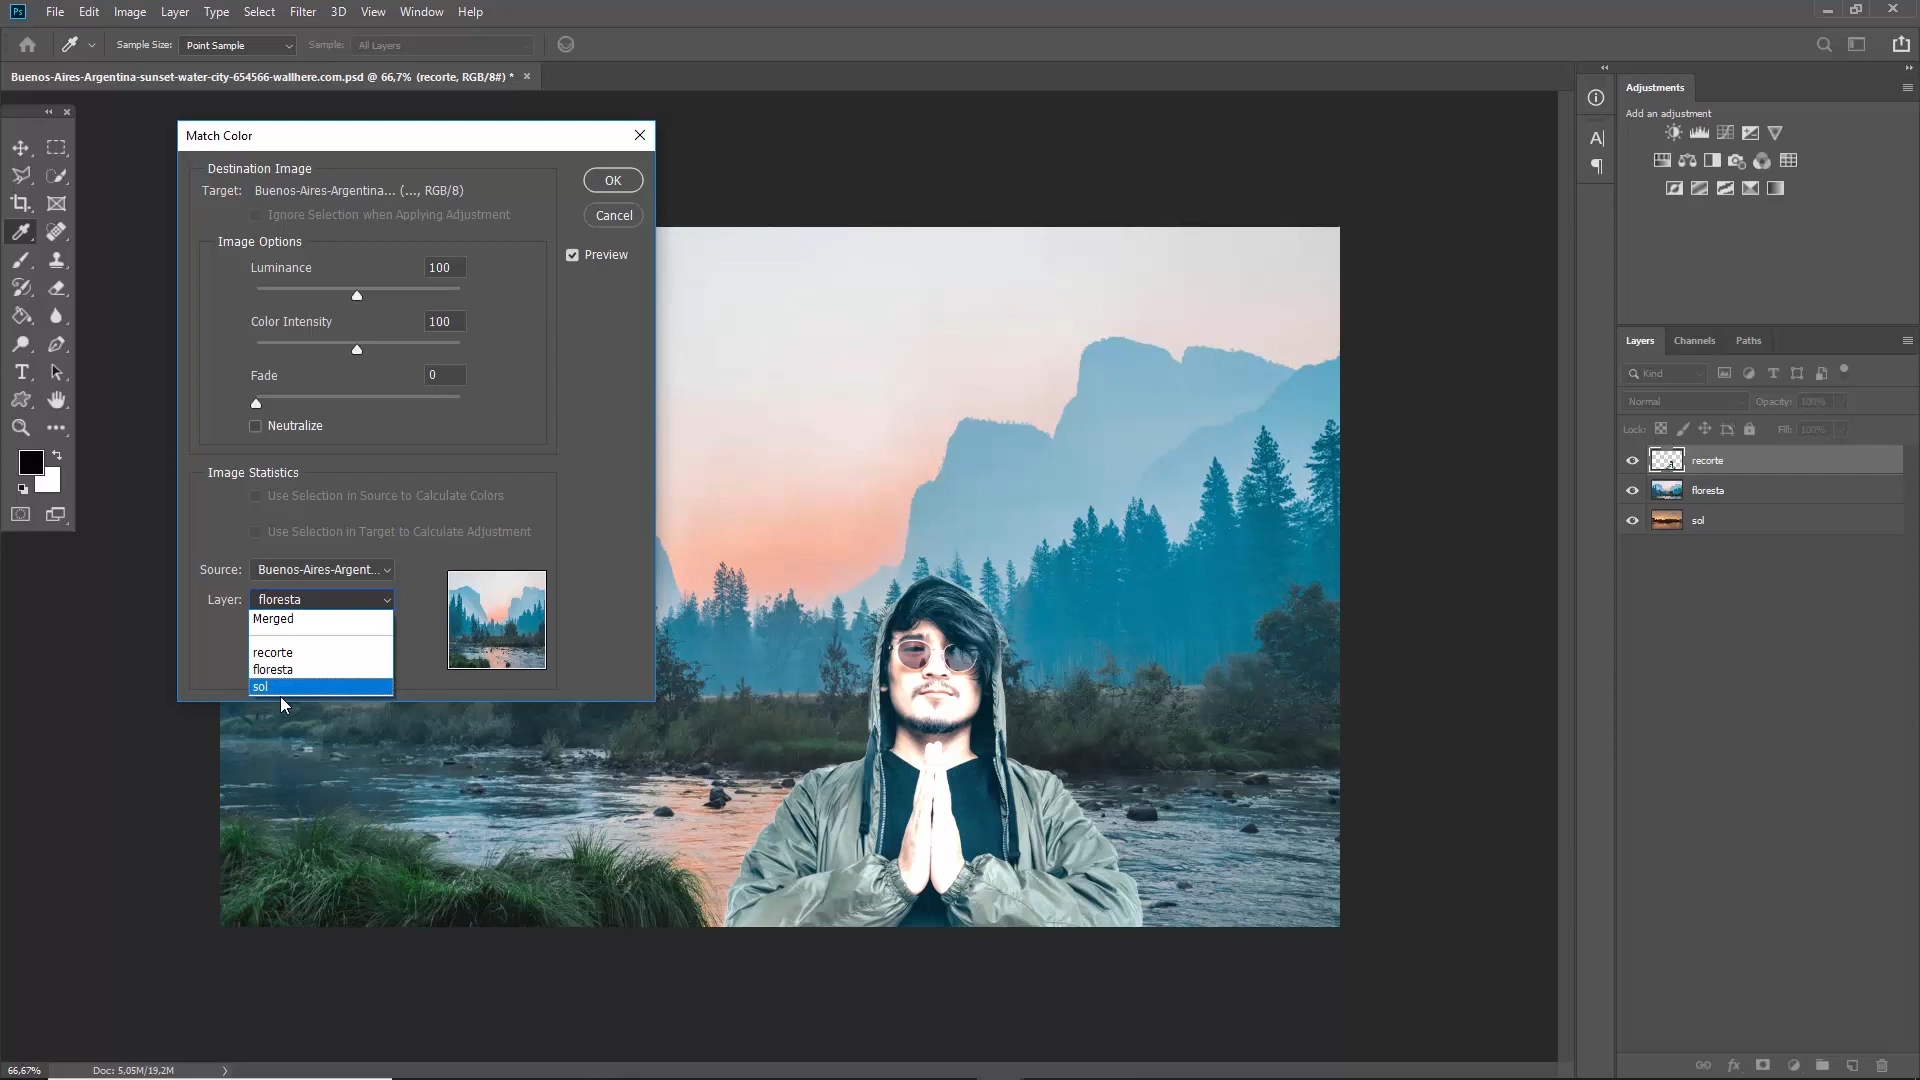 Ps File Edit Image Layer Type Select Filter 3D View Window Help
Sample Size: Point Sample Sample: All Layers
Buenos-Aires-Argentina-sunset-water-city-654566-wallhere.com.psd @ 66,7% (recorte, RGB/8#) *
Match Color
Destination Image
Target: Buenos-Aires-Argentina... (..., RGB/8)
Ignore Selection when Applying Adjustment
OK
Cancel
Preview
Image Options
Luminance 100
Color Intensity 100
Fade 0
Neutralize
Image Statistics
Use Selection in Source to Calculate Colors
Use Selection in Target to Calculate Adjustment
Source: Buenos-Aires-Argent...
Layer: floresta
Merged
recorte
floresta
sol
Adjustments
Add an adjustment
Layers Channels Paths
Kind
Normal Opacity: 100%
Lock: Fill: 100%
recorte
floresta
sol
66,67% Doc: 5,05M/19,2M